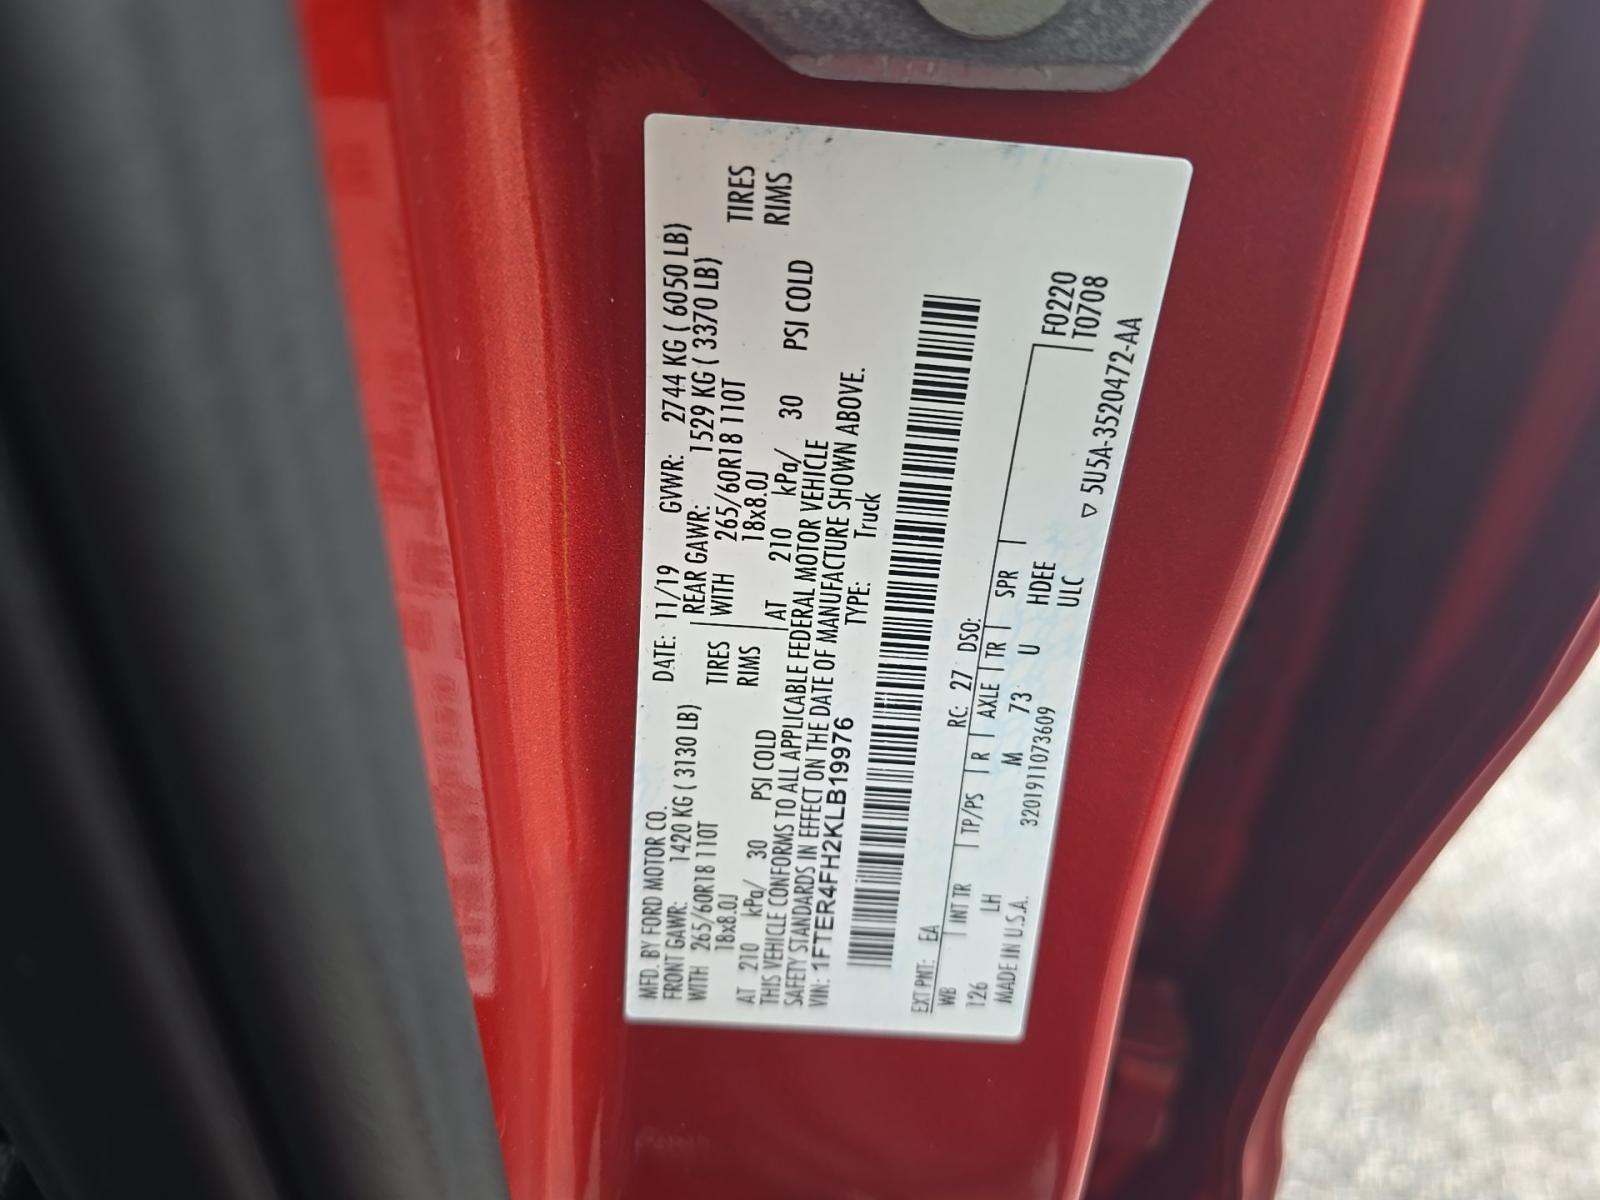 MFD. BY FORD MOTOR CO.
DATE: 11/19 GVWR: 2744 KG ( 6050 LB)
FRONT GAWR: 1420 KG ( 3130 LB) REAR GAWR: 1529 KG ( 3370 LB)
WITH 265/60R18 110T TIRES WITH 265/60R18 110T TIRES
18x8.0J RIMS 18x8.0J RIMS
AT 210 kPa/ 30 PSI COLD AT 210 kPa/ 30 PSI COLD
THIS VEHICLE CONFORMS TO ALL APPLICABLE FEDERAL MOTOR VEHICLE
SAFETY STANDARDS IN EFFECT ON THE DATE OF MANUFACTURE SHOWN ABOVE.
VIN: 1FTER4FH2KLB19976 TYPE: Truck
EXT PNT: EA RC: 27 DSO:
WB INT TR TP/PS R AXLE TR SPR F0220
126 LH M 73 U HDEE T0708
ULC
MADE IN U.S.A. 3201911073609 ▽ 5U5A-3520472-AA